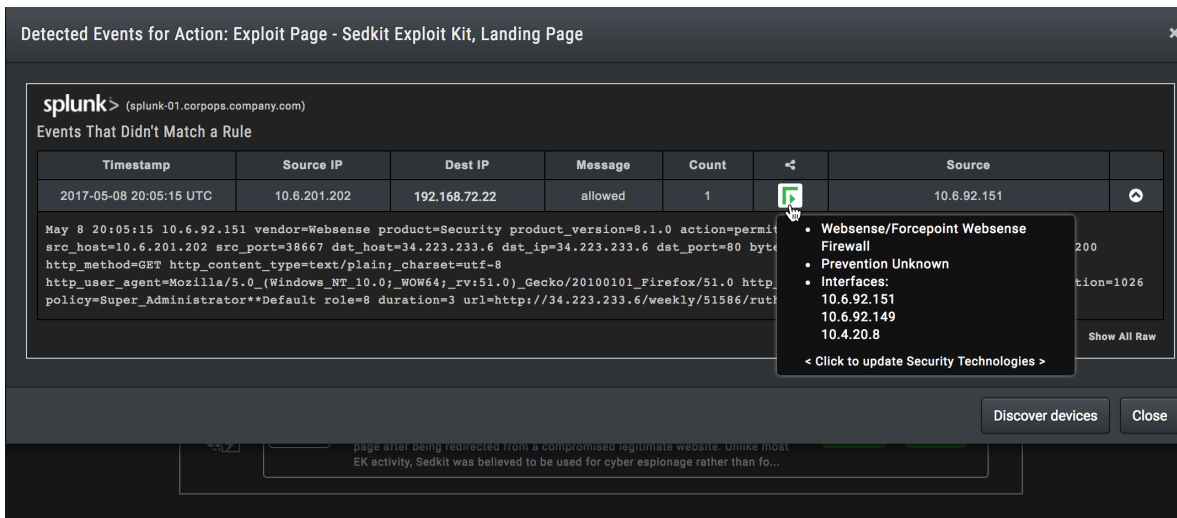 Detected Events for Action: Exploit Page - Sedkit Exploit Kit, Landing Page
splunk> (splunk-01.corpops.company.com)
Events That Didn't Match a Rule
Timestamp Source IP Dest IP Message Count Source
2017-05-08 20:05:15 UTC 10.6.201.202 192.168.72.22 allowed 1 10.6.92.151
May 8 20:05:15 10.6.92.151 vendor=Websense product=Security product_version=8.1.0 action=permit
src_host=10.6.201.202 src_port=38667 dst_host=34.223.233.6 dst_ip=34.223.233.6 dst_port=80 byte 200
http_method=GET http_content_type=text/plain;_charset=utf-8
http_user_agent=Mozilla/5.0_(Windows_NT_10.0;_WOW64;_rv:51.0)_Gecko/20100101_Firefox/51.0 http_ tion=1026
policy=Super_Administrator**Default role=8 duration=3 url=http://34.223.233.6/weekly/51586/ruth
Websense/Forcepoint Websense
Firewall
Prevention Unknown
Interfaces:
10.6.92.151
10.6.92.149
10.4.20.8
< Click to update Security Technologies >
Show All Raw
Discover devices Close
page after being redirected from a compromised legitimate website. Unlike most
EK activity, Sedkit was believed to be used for cyber espionage rather than fo...